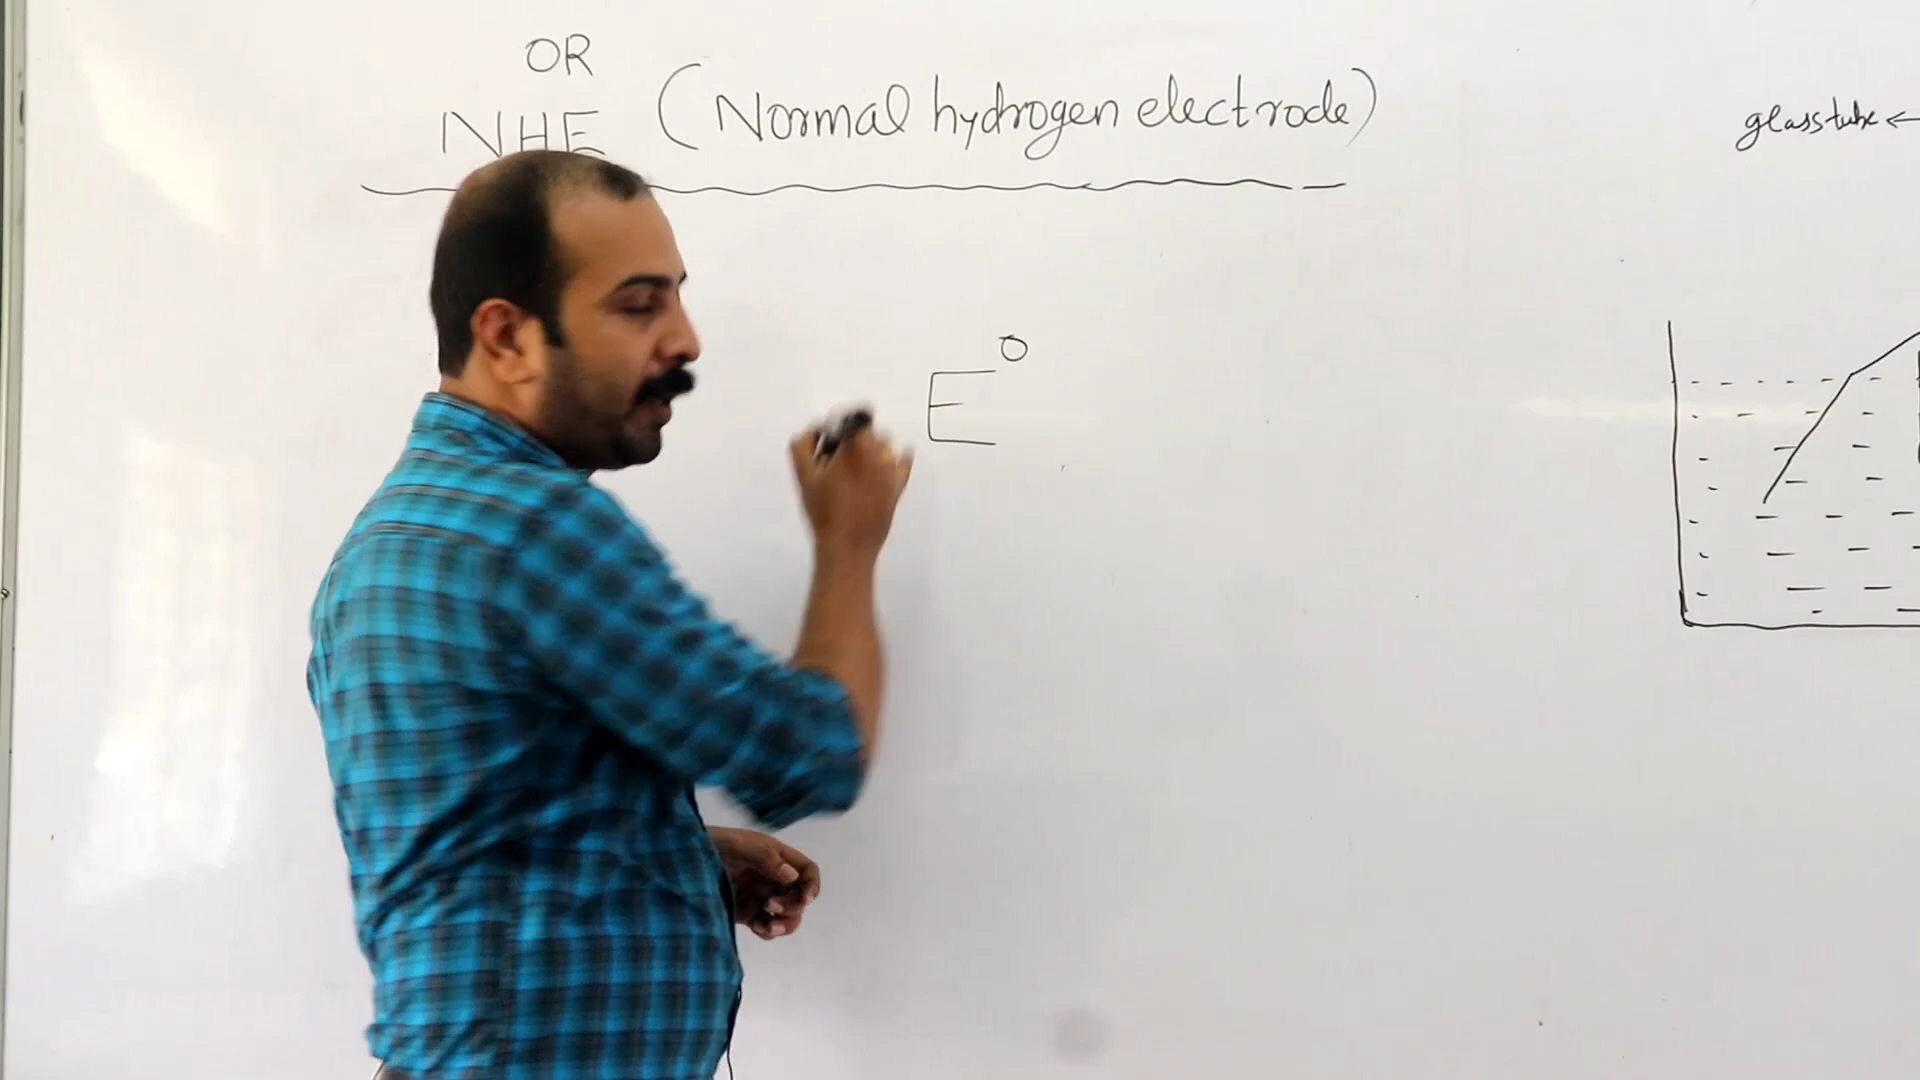 OR
NHE (Normal hydrogen electrode)
glass tube ←
E°